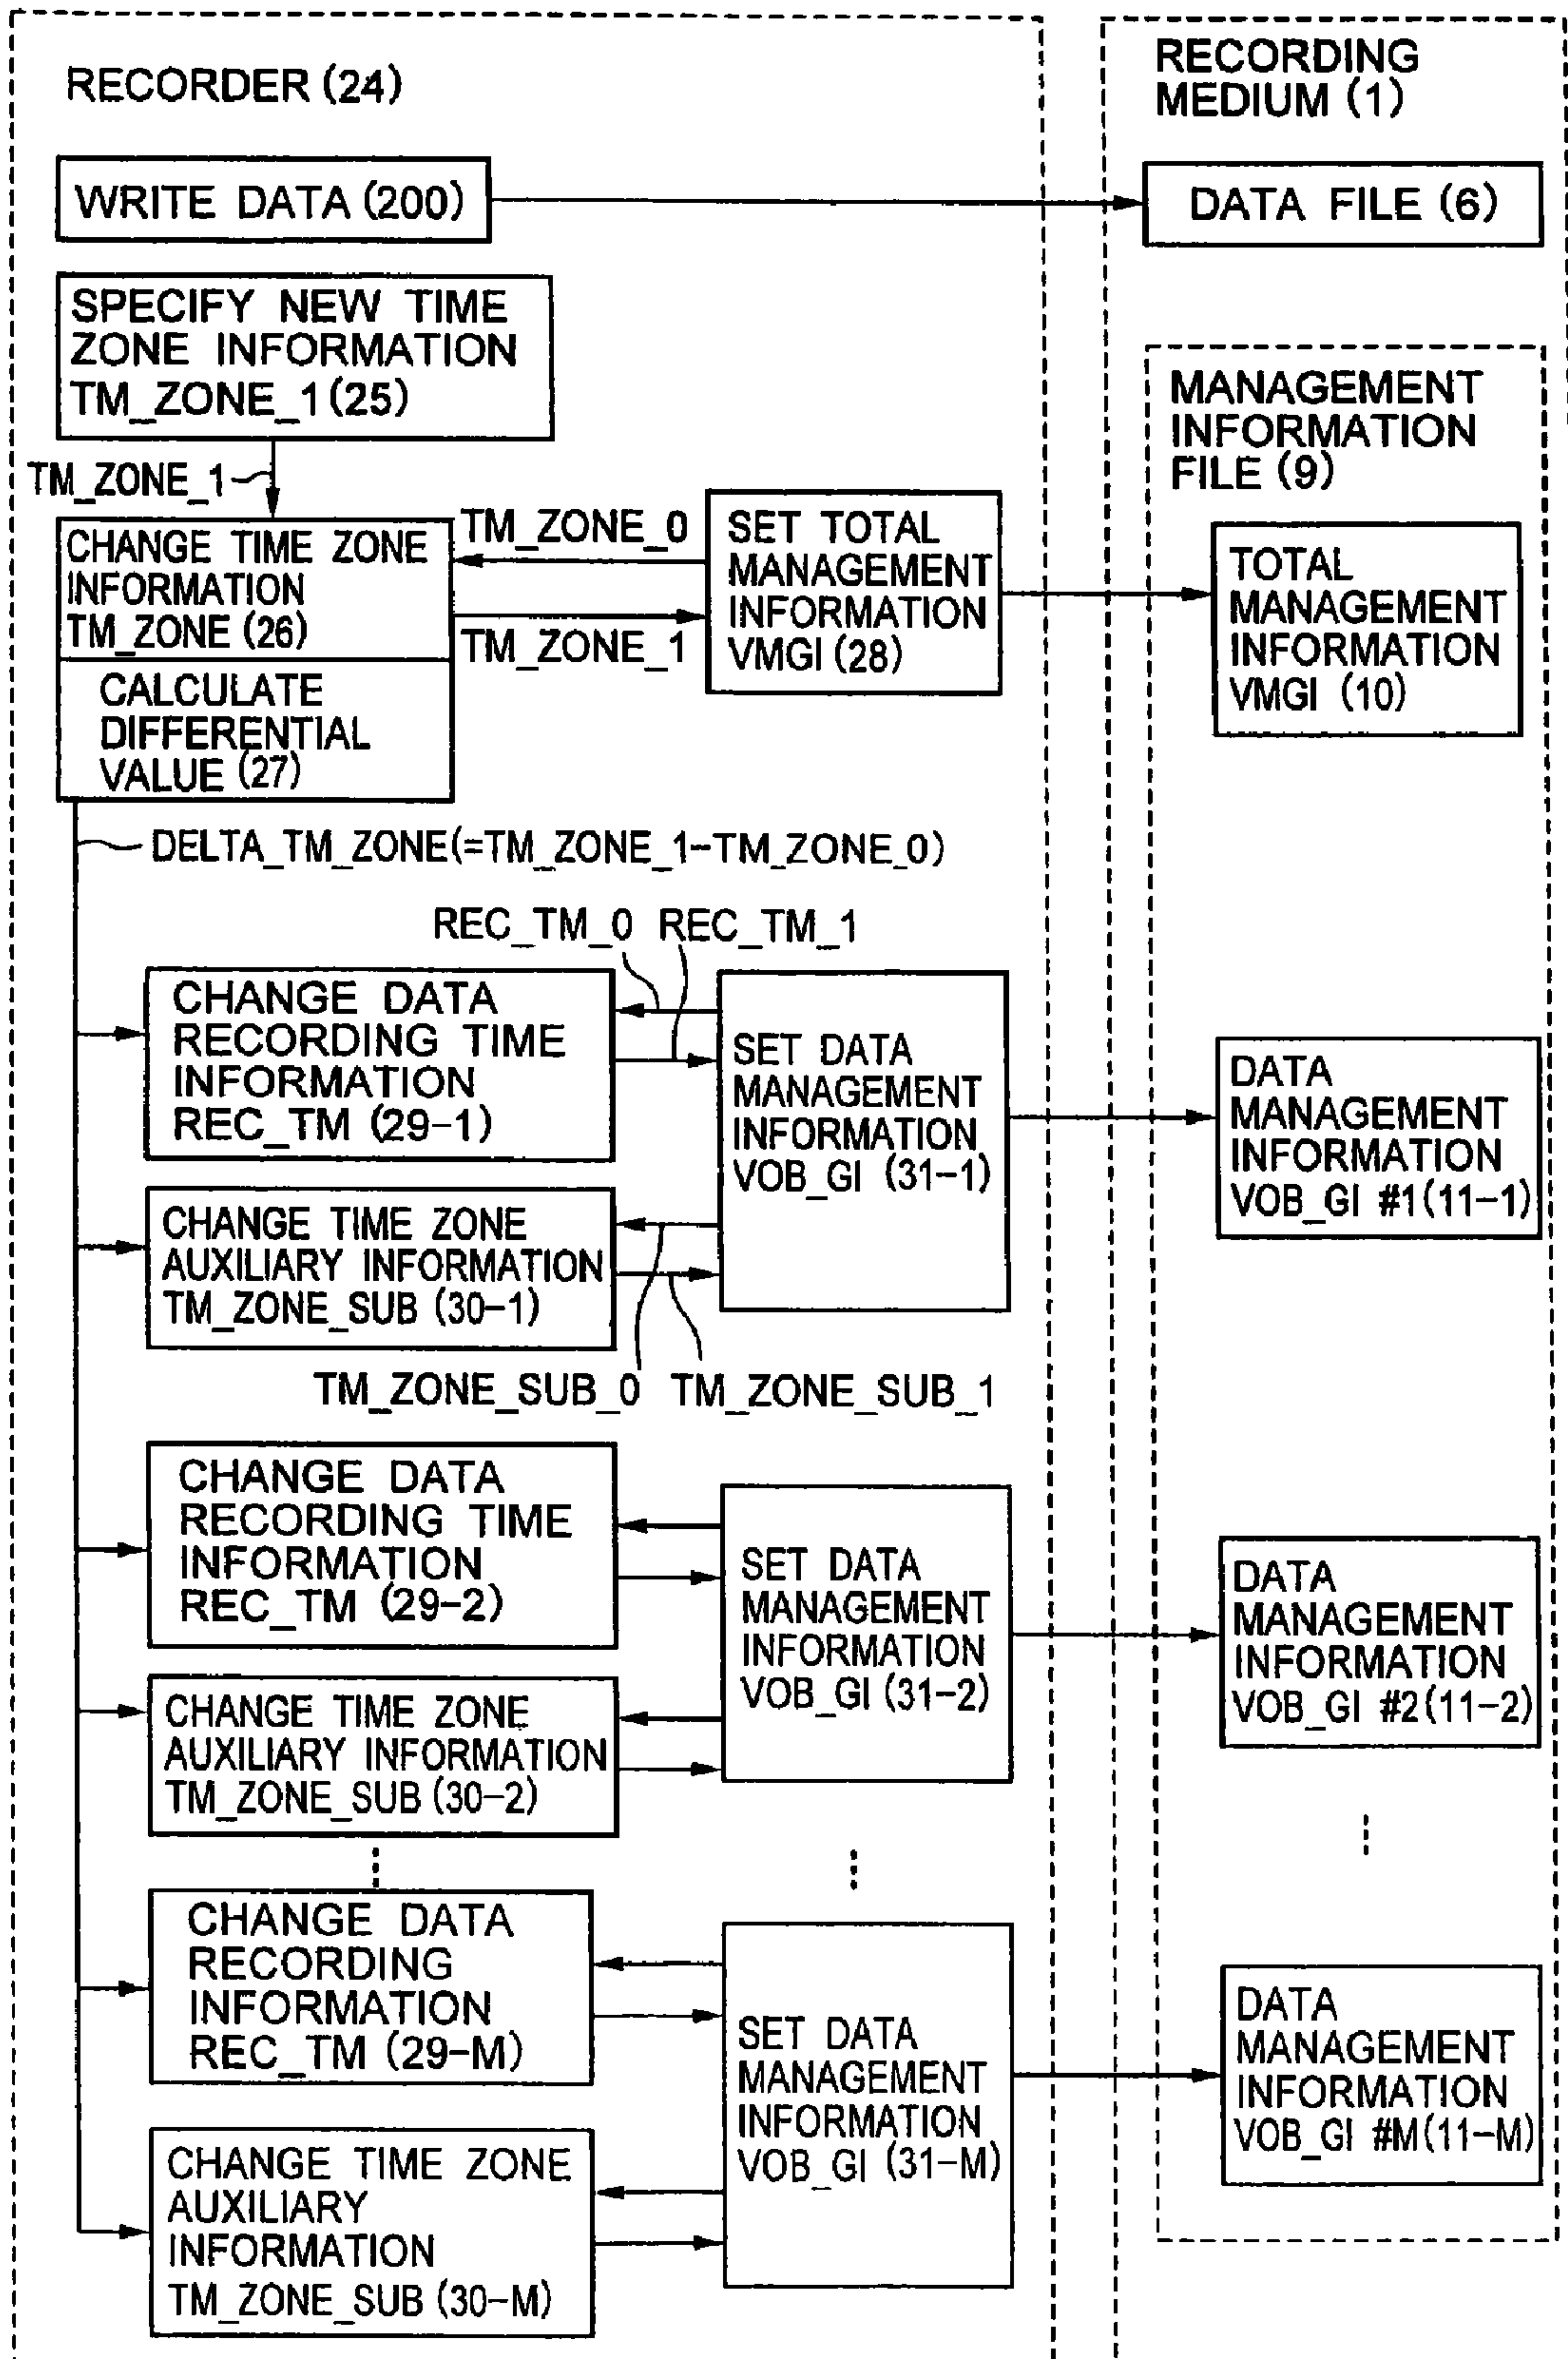 RECORDER (24)
WRITE DATA (200)
SPECIFY NEW TIME
ZONE INFORMATION
TM_ZONE_1 (25)
TM_ZONE_1
CHANGE TIME ZONE
INFORMATION
TM_ZONE (26)
CALCULATE
DIFFERENTIAL
VALUE (27)
TM_ZONE_0
TM_ZONE_1
SET TOTAL
MANAGEMENT
INFORMATION
VMGI (28)
DELTA_TM_ZONE(=TM_ZONE_1-TM_ZONE_0)
REC_TM_0 REC_TM_1
CHANGE DATA
RECORDING TIME
INFORMATION
REC_TM (29-1)
CHANGE TIME ZONE
AUXILIARY INFORMATION
TM_ZONE_SUB (30-1)
SET DATA
MANAGEMENT
INFORMATION
VOB_GI (31-1)
TM_ZONE_SUB_0 TM_ZONE_SUB_1
CHANGE DATA
RECORDING TIME
INFORMATION
REC_TM (29-2)
CHANGE TIME ZONE
AUXILIARY INFORMATION
TM_ZONE_SUB (30-2)
SET DATA
MANAGEMENT
INFORMATION
VOB_GI (31-2)
CHANGE DATA
RECORDING
INFORMATION
REC_TM (29-M)
CHANGE TIME ZONE
AUXILIARY
INFORMATION
TM_ZONE_SUB (30-M)
SET DATA
MANAGEMENT
INFORMATION
VOB_GI (31-M)
RECORDING
MEDIUM (1)
DATA FILE (6)
MANAGEMENT
INFORMATION
FILE (9)
TOTAL
MANAGEMENT
INFORMATION
VMGI (10)
DATA
MANAGEMENT
INFORMATION
VOB_GI #1(11-1)
DATA
MANAGEMENT
INFORMATION
VOB_GI #2(11-2)
DATA
MANAGEMENT
INFORMATION
VOB_GI #M(11-M)